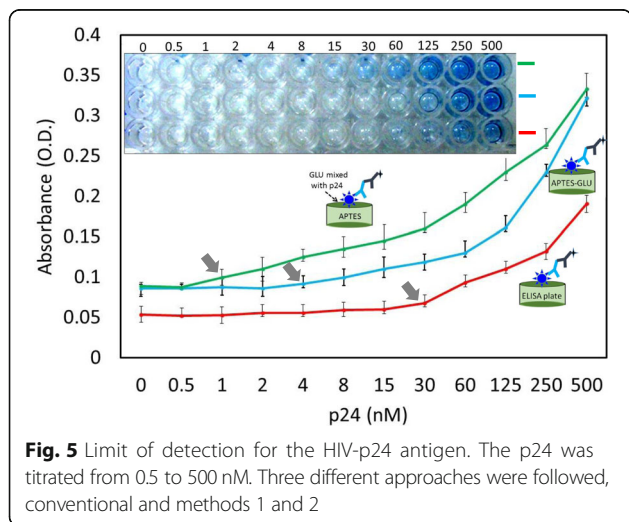 0.4
0.35
0.3
0.25
0.2
0.15
0.1
0.05
0
Absorbance (O.D.)
0 0.5 1 2 4 8 15 30 60 125 250 500
GLU mixed
with p24
APTES
APTES-GLU
ELISA plate
0 0.5 1 2 4 8 15 30 60 125 250 500
p24 (nM)
Fig. 5 Limit of detection for the HIV-p24 antigen. The p24 was
titrated from 0.5 to 500 nM. Three different approaches were followed,
conventional and methods 1 and 2